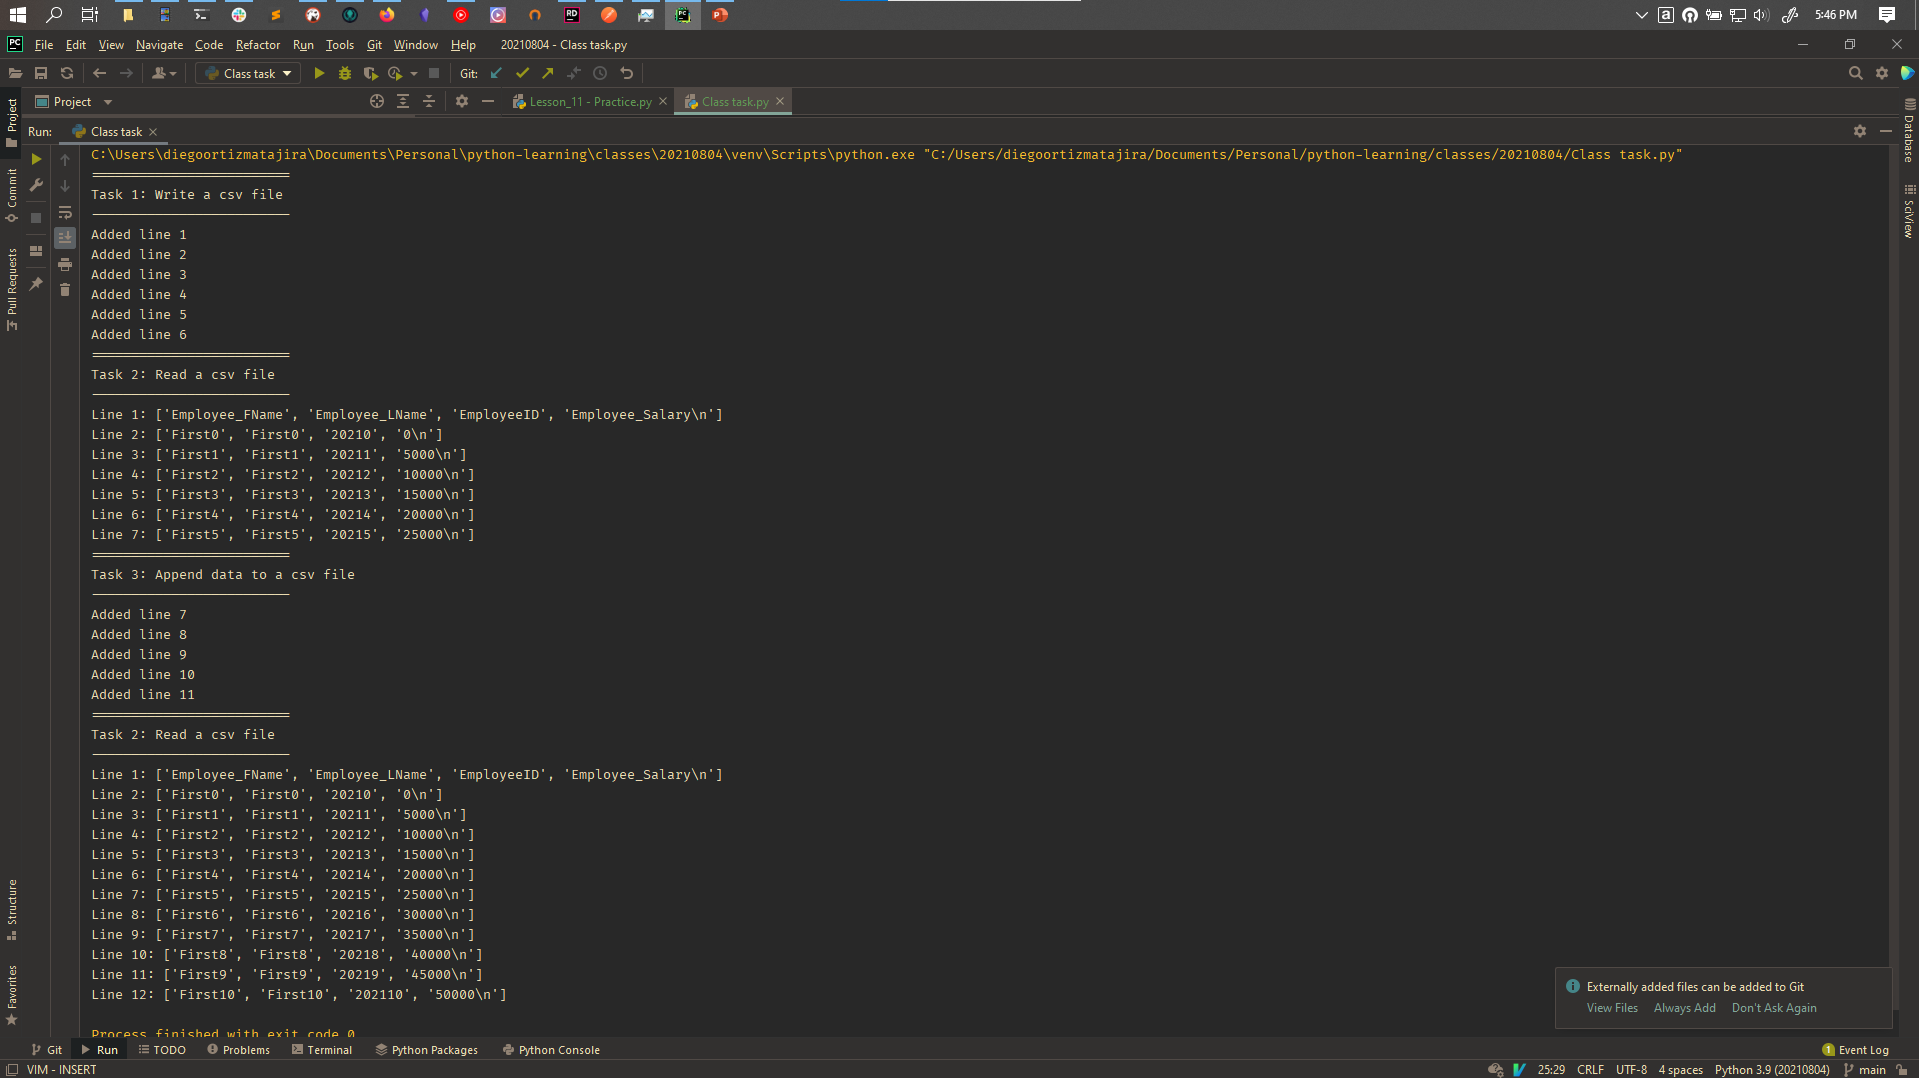 5:46 PM
File Edit View Navigate Code Refactor Run Tools Git Window Help 20210804 - Class task.py
Class task Git:
Project Lesson_11 - Practice.py Class task.py
Run: Class task
C:\Users\diegoortizmatajira\Documents\Personal\python-learning\classes\20210804\venv\Scripts\python.exe "C:/Users/diegoortizmatajira/Documents/Personal/python-learning/classes/20210804/Class task.py"
=========================
Task 1: Write a csv file
-------------------------
Added line 1
Added line 2
Added line 3
Added line 4
Added line 5
Added line 6
=========================
Task 2: Read a csv file
-------------------------
Line 1: ['Employee_FName', 'Employee_LName', 'EmployeeID', 'Employee_Salary\n']
Line 2: ['First0', 'First0', '20210', '0\n']
Line 3: ['First1', 'First1', '20211', '5000\n']
Line 4: ['First2', 'First2', '20212', '10000\n']
Line 5: ['First3', 'First3', '20213', '15000\n']
Line 6: ['First4', 'First4', '20214', '20000\n']
Line 7: ['First5', 'First5', '20215', '25000\n']
=========================
Task 3: Append data to a csv file
-------------------------
Added line 7
Added line 8
Added line 9
Added line 10
Added line 11
=========================
Task 2: Read a csv file
-------------------------
Line 1: ['Employee_FName', 'Employee_LName', 'EmployeeID', 'Employee_Salary\n']
Line 2: ['First0', 'First0', '20210', '0\n']
Line 3: ['First1', 'First1', '20211', '5000\n']
Line 4: ['First2', 'First2', '20212', '10000\n']
Line 5: ['First3', 'First3', '20213', '15000\n']
Line 6: ['First4', 'First4', '20214', '20000\n']
Line 7: ['First5', 'First5', '20215', '25000\n']
Line 8: ['First6', 'First6', '20216', '30000\n']
Line 9: ['First7', 'First7', '20217', '35000\n']
Line 10: ['First8', 'First8', '20218', '40000\n']
Line 11: ['First9', 'First9', '20219', '45000\n']
Line 12: ['First10', 'First10', '202110', '50000\n']
Process finished with exit code 0
Project
Commit
Pull Requests
Structure
Favorites
Database
SciView
Externally added files can be added to Git
View Files Always Add Don't Ask Again
Git Run TODO Problems Terminal Python Packages Python Console 1 Event Log
VIM - INSERT 25:29 CRLF UTF-8 4 spaces Python 3.9 (20210804) main